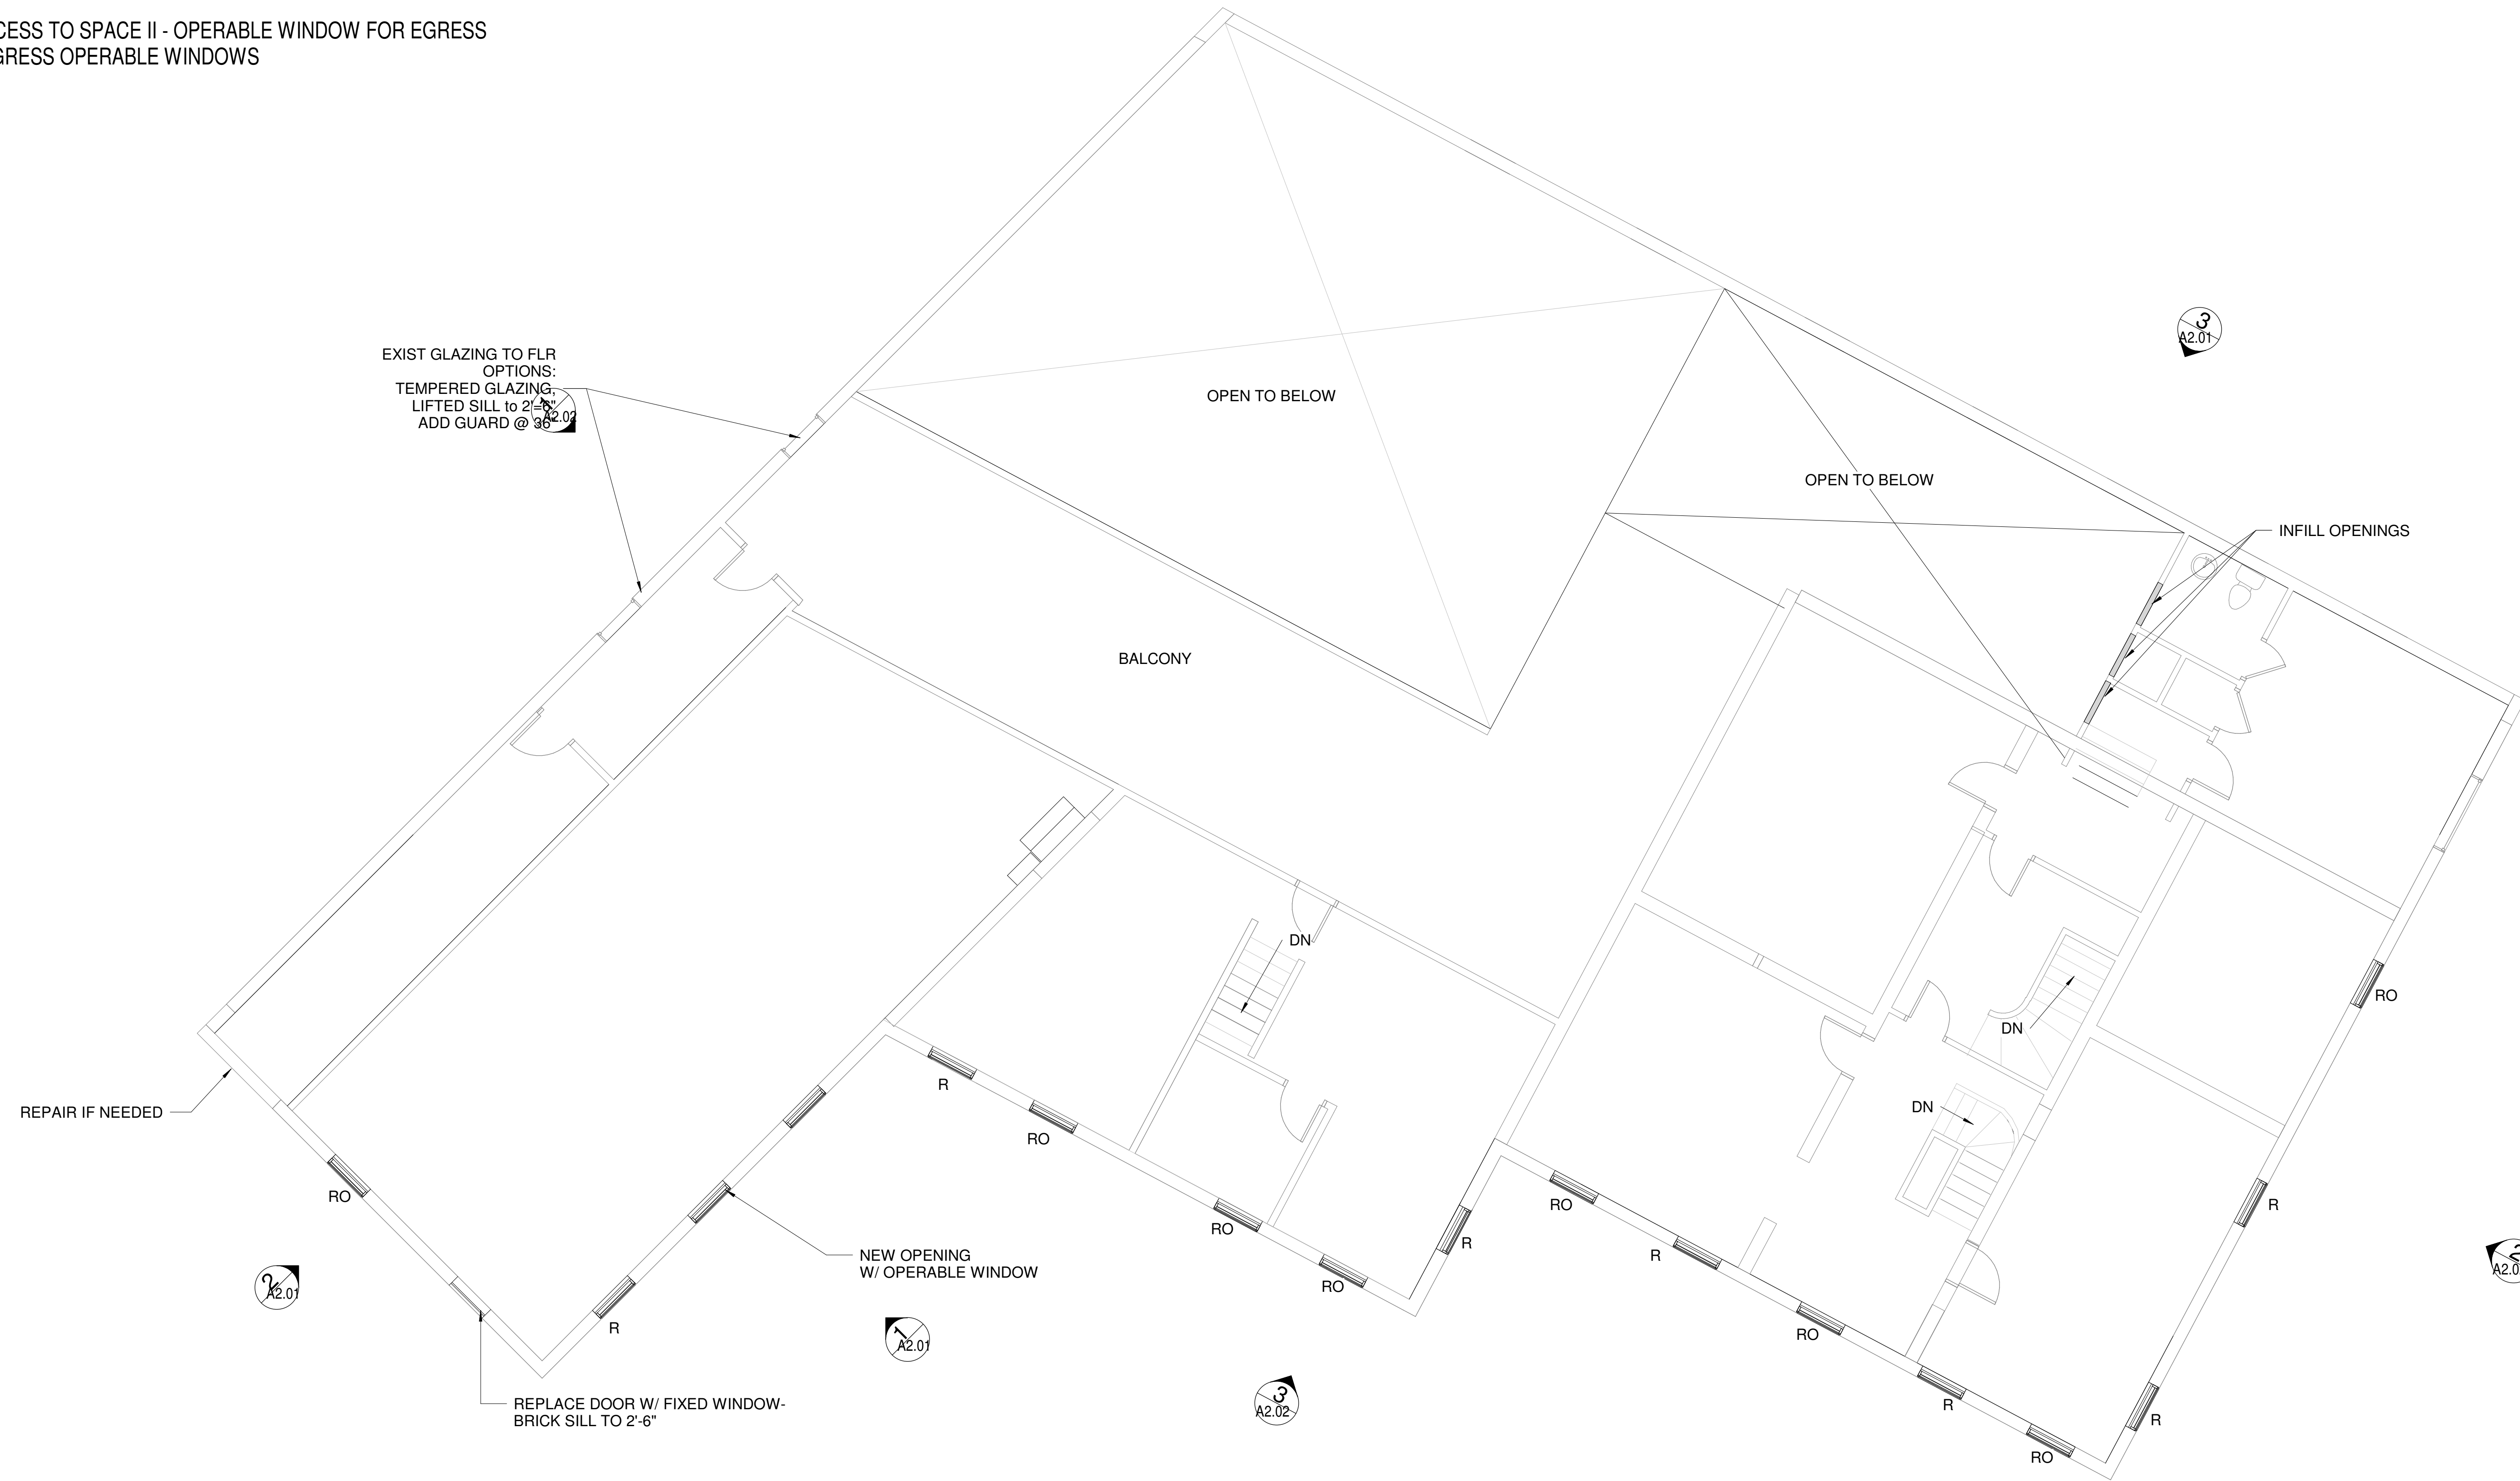 CESS TO SPACE II - OPERABLE WINDOW FOR EGRESS
GRESS OPERABLE WINDOWS
3
A2.01
EXIST GLAZING TO FLR
OPTIONS:
TEMPERED GLAZING,
LIFTED SILL to 2'=6"
ADD GUARD @ 36"
1
A2.02
OPEN TO BELOW
OPEN TO BELOW
INFILL OPENINGS
BALCONY
DN
RO
DN
R
DN
REPAIR IF NEEDED
RO
RO
RO
RO
R
R
R
NEW OPENING
W/ OPERABLE WINDOW
RO
2
A2.01
2
A2.0
R
1
A2.01
RO
REPLACE DOOR W/ FIXED WINDOW-
BRICK SILL TO 2'-6"
3
A2.02
R
R
RO